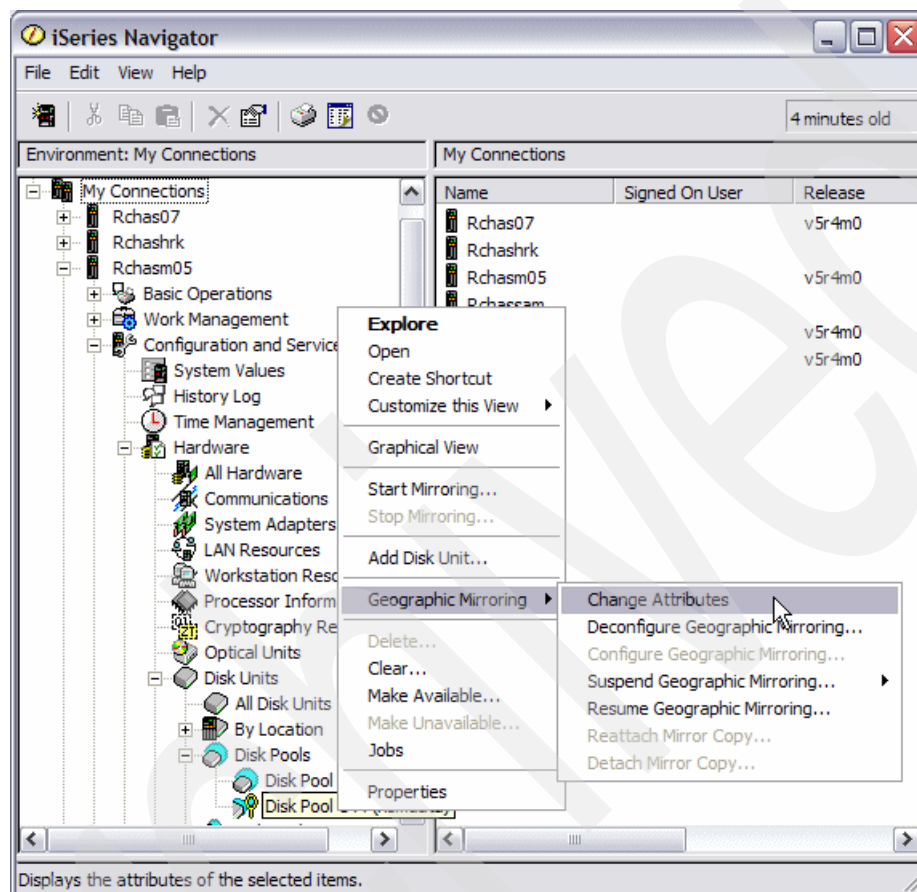 iSeries Navigator
File Edit View Help
4 minutes old
Environment: My Connections
My Connections
My Connections
Rchas07
Rchashrk
Rchasm05
Basic Operations
Work Management
Configuration and Service
System Values
History Log
Time Management
Hardware
All Hardware
Communications
System Adapters
LAN Resources
Workstation Reso
Processor Inform
Cryptography Re
Optical Units
Disk Units
All Disk Units
By Location
Disk Pools
Disk Pool
Disk Pool
Name Signed On User Release
Rchas07 v5r4m0
Rchashrk
Rchasm05 v5r4m0
Rchassam
v5r4m0
v5r4m0
Explore
Open
Create Shortcut
Customize this View
Graphical View
Start Mirroring...
Stop Mirroring...
Add Disk Unit...
Geographic Mirroring
Delete...
Clear...
Make Available...
Make Unavailable...
Jobs
Properties
Change Attributes
Deconfigure Geographic Mirroring...
Configure Geographic Mirroring...
Suspend Geographic Mirroring...
Resume Geographic Mirroring...
Reattach Mirror Copy...
Detach Mirror Copy...
Displays the attributes of the selected items.